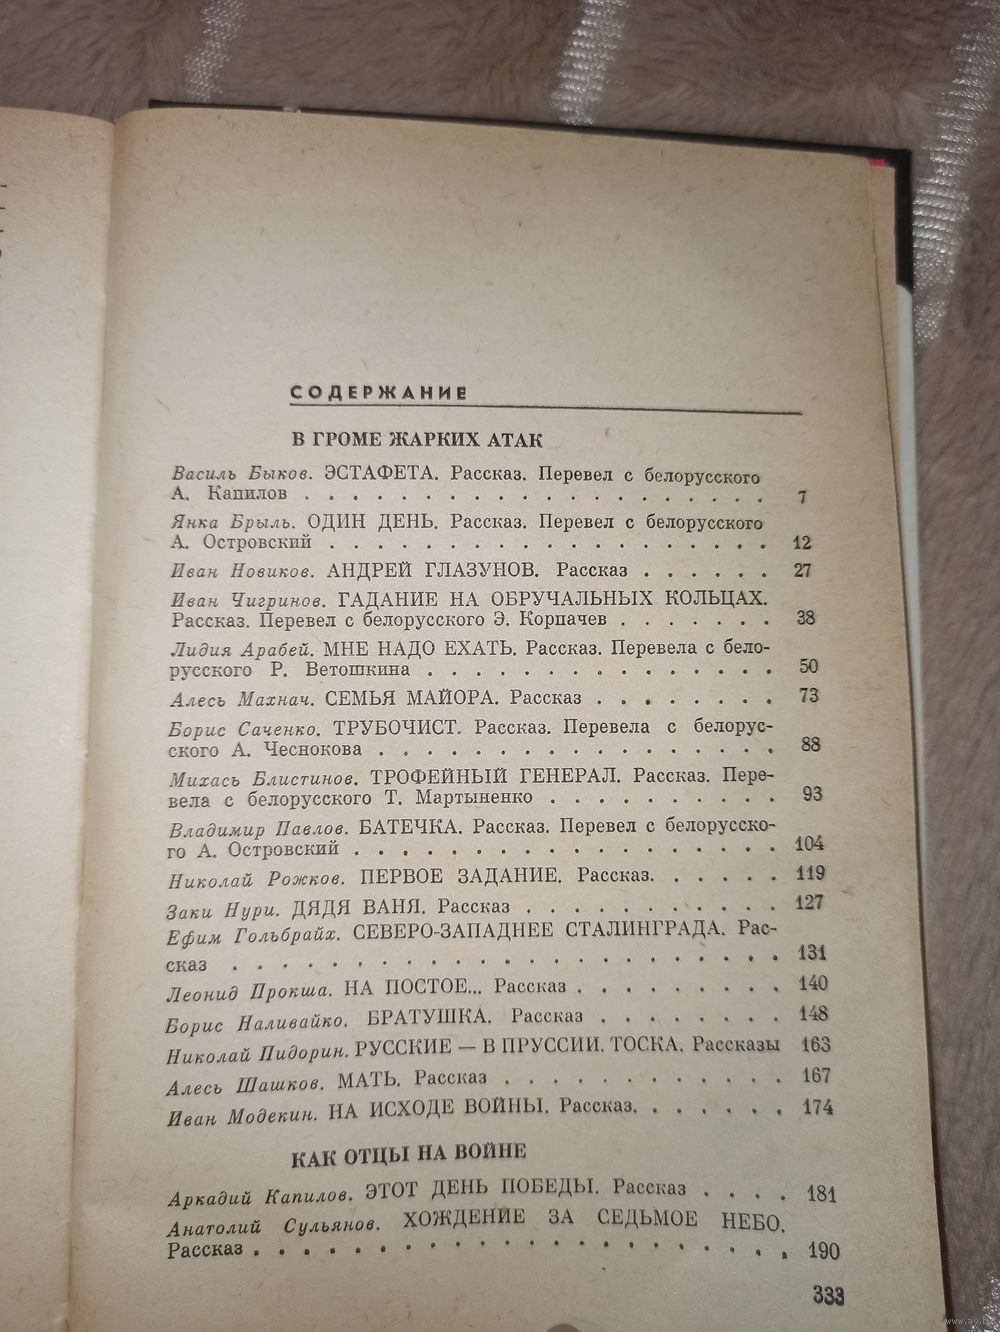 СОДЕРЖАНИЕ
В ГРОМЕ ЖАРКИХ АТАК
Василь Быков. ЭСТАФЕТА. Рассказ. Перевел с белорусского
А. Капилов . . . . . . . . . . . . . . . . . . . 7
Янка Брыль. ОДИН ДЕНЬ. Рассказ. Перевел с белорусского
А. Островский . . . . . . . . . . . . . . . . . . 12
Иван Новиков. АНДРЕЙ ГЛАЗУНОВ. Рассказ . . . . . . 27
Иван Чигринов. ГАДАНИЕ НА ОБРУЧАЛЬНЫХ КОЛЬЦАХ.
Рассказ. Перевел с белорусского Э. Корпачев . . . . . . . 38
Лидия Арабей. МНЕ НАДО ЕХАТЬ. Рассказ. Перевела с бело-
русского Р. Ветошкина . . . . . . . . . . . . . . . 50
Алесь Махнач. СЕМЬЯ МАЙОРА. Рассказ . . . . . . . . 73
Борис Саченко. ТРУБОЧИСТ. Рассказ. Перевела с белорус-
ского А. Чеснокова . . . . . . . . . . . . . . . . . 88
Михась Блистинов. ТРОФЕЙНЫЙ ГЕНЕРАЛ. Рассказ. Пере-
вела с белорусского Т. Мартыненко . . . . . . . . . . 93
Владимир Павлов. БАТЕЧКА. Рассказ. Перевел с белорусско-
го А. Островский . . . . . . . . . . . . . . . . . . 104
Николай Рожков. ПЕРВОЕ ЗАДАНИЕ. Рассказ. . . . . . 119
Заки Нури. ДЯДЯ ВАНЯ. Рассказ . . . . . . . . . . . 127
Ефим Гольбрайх. СЕВЕРО-ЗАПАДНЕЕ СТАЛИНГРАДА. Рас-
сказ . . . . . . . . . . . . . . . . . . . . . . . 131
Леонид Прокша. НА ПОСТОЕ... Рассказ . . . . . . . . . 140
Борис Наливайко. БРАТУШКА. Рассказ . . . . . . . . 148
Николай Пидорин. РУССКИЕ — В ПРУССИИ. ТОСКА. Рассказы 163
Алесь Шашков. МАТЬ. Рассказ . . . . . . . . . . . . 167
Иван Модекин. НА ИСХОДЕ ВОЙНЫ. Рассказ. . . . . . . 174
КАК ОТЦЫ НА ВОЙНЕ
Аркадий Капилов. ЭТОТ ДЕНЬ ПОБЕДЫ. Рассказ . . . . 181
Анатолий Сульянов. ХОЖДЕНИЕ ЗА СЕДЬМОЕ НЕБО.
Рассказ . . . . . . . . . . . . . . . . . . . . . . 190
333